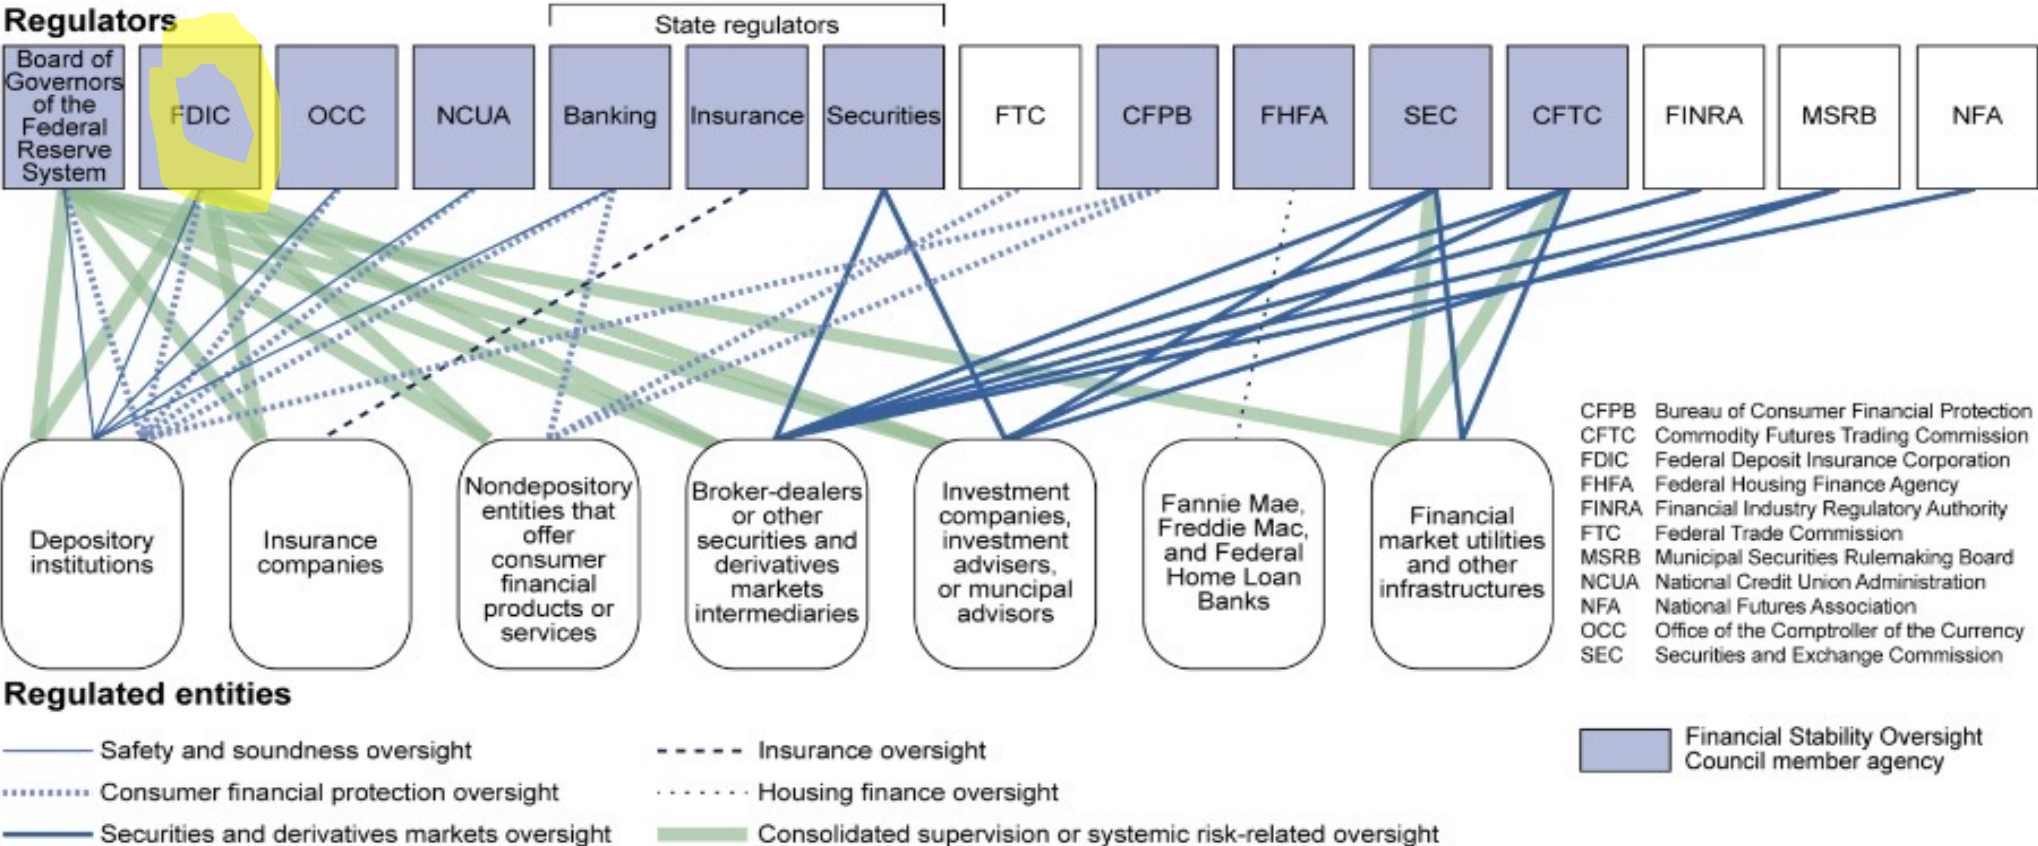 Regulators
State regulators
Board of
Governors
of the
Federal
Reserve
System
FDIC
OCC
NCUA
Banking
Insurance
Securities
FTC
CFPB
FHFA
SEC
CFTC
FINRA
MSRB
NFA
Depository
institutions
Insurance
companies
Nondepository
entities that
offer
consumer
financial
products or
services
Broker-dealers
or other
securities and
derivatives
markets
intermediaries
Investment
companies,
investment
advisers,
or muncipal
advisors
Fannie Mae,
Freddie Mac,
and Federal
Home Loan
Banks
Financial
market utilities
and other
infrastructures
CFPB Bureau of Consumer Financial Protection
CFTC Commodity Futures Trading Commission
FDIC Federal Deposit Insurance Corporation
FHFA Federal Housing Finance Agency
FINRA Financial Industry Regulatory Authority
FTC Federal Trade Commission
MSRB Municipal Securities Rulemaking Board
NCUA National Credit Union Administration
NFA National Futures Association
OCC Office of the Comptroller of the Currency
SEC Securities and Exchange Commission
Regulated entities
Safety and soundness oversight
Consumer financial protection oversight
Securities and derivatives markets oversight
Insurance oversight
Housing finance oversight
Consolidated supervision or systemic risk-related oversight
Financial Stability Oversight
Council member agency